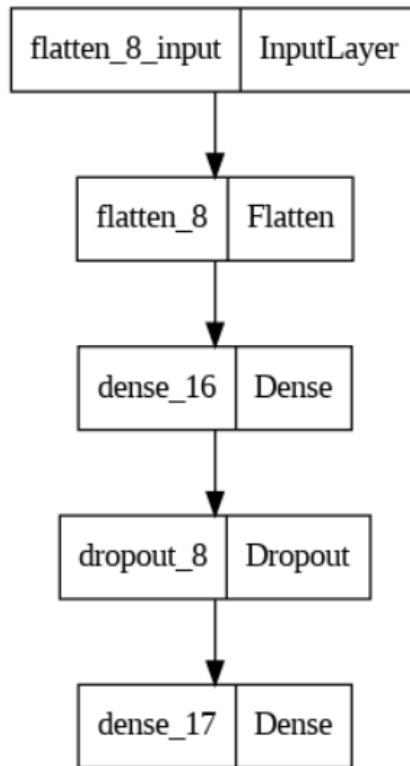 flatten_8_input InputLayer
flatten_8 Flatten
dense_16 Dense
dropout_8 Dropout
dense_17 Dense